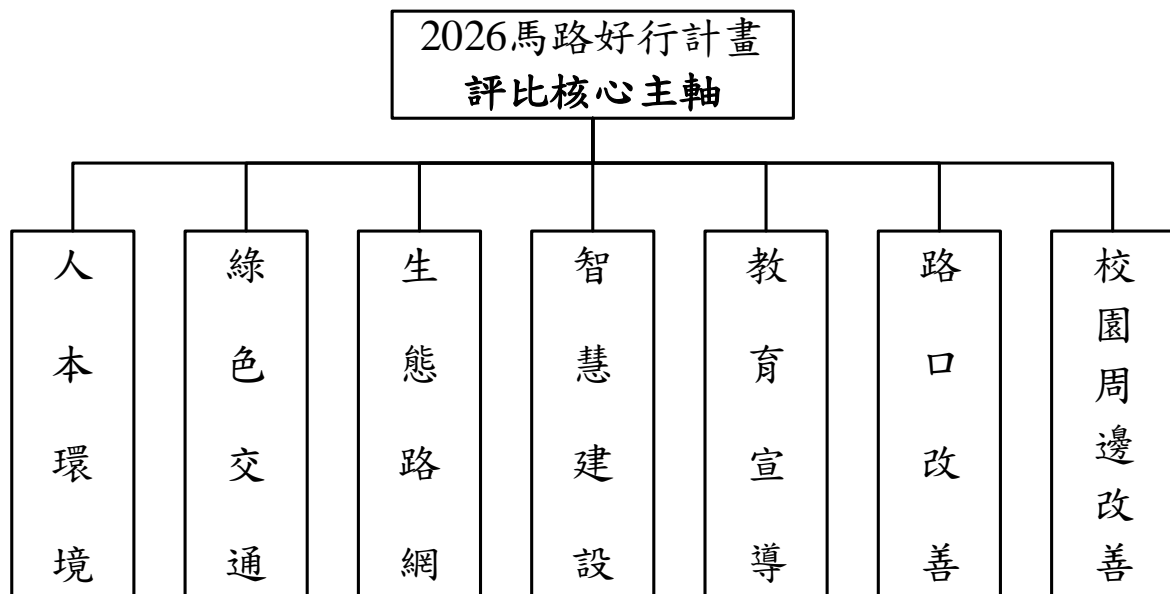 2026馬路好行計畫
評比核心主軸
人本環境
綠色交通
生態路網
智慧建設
教育宣導
路口改善
校園周邊改善